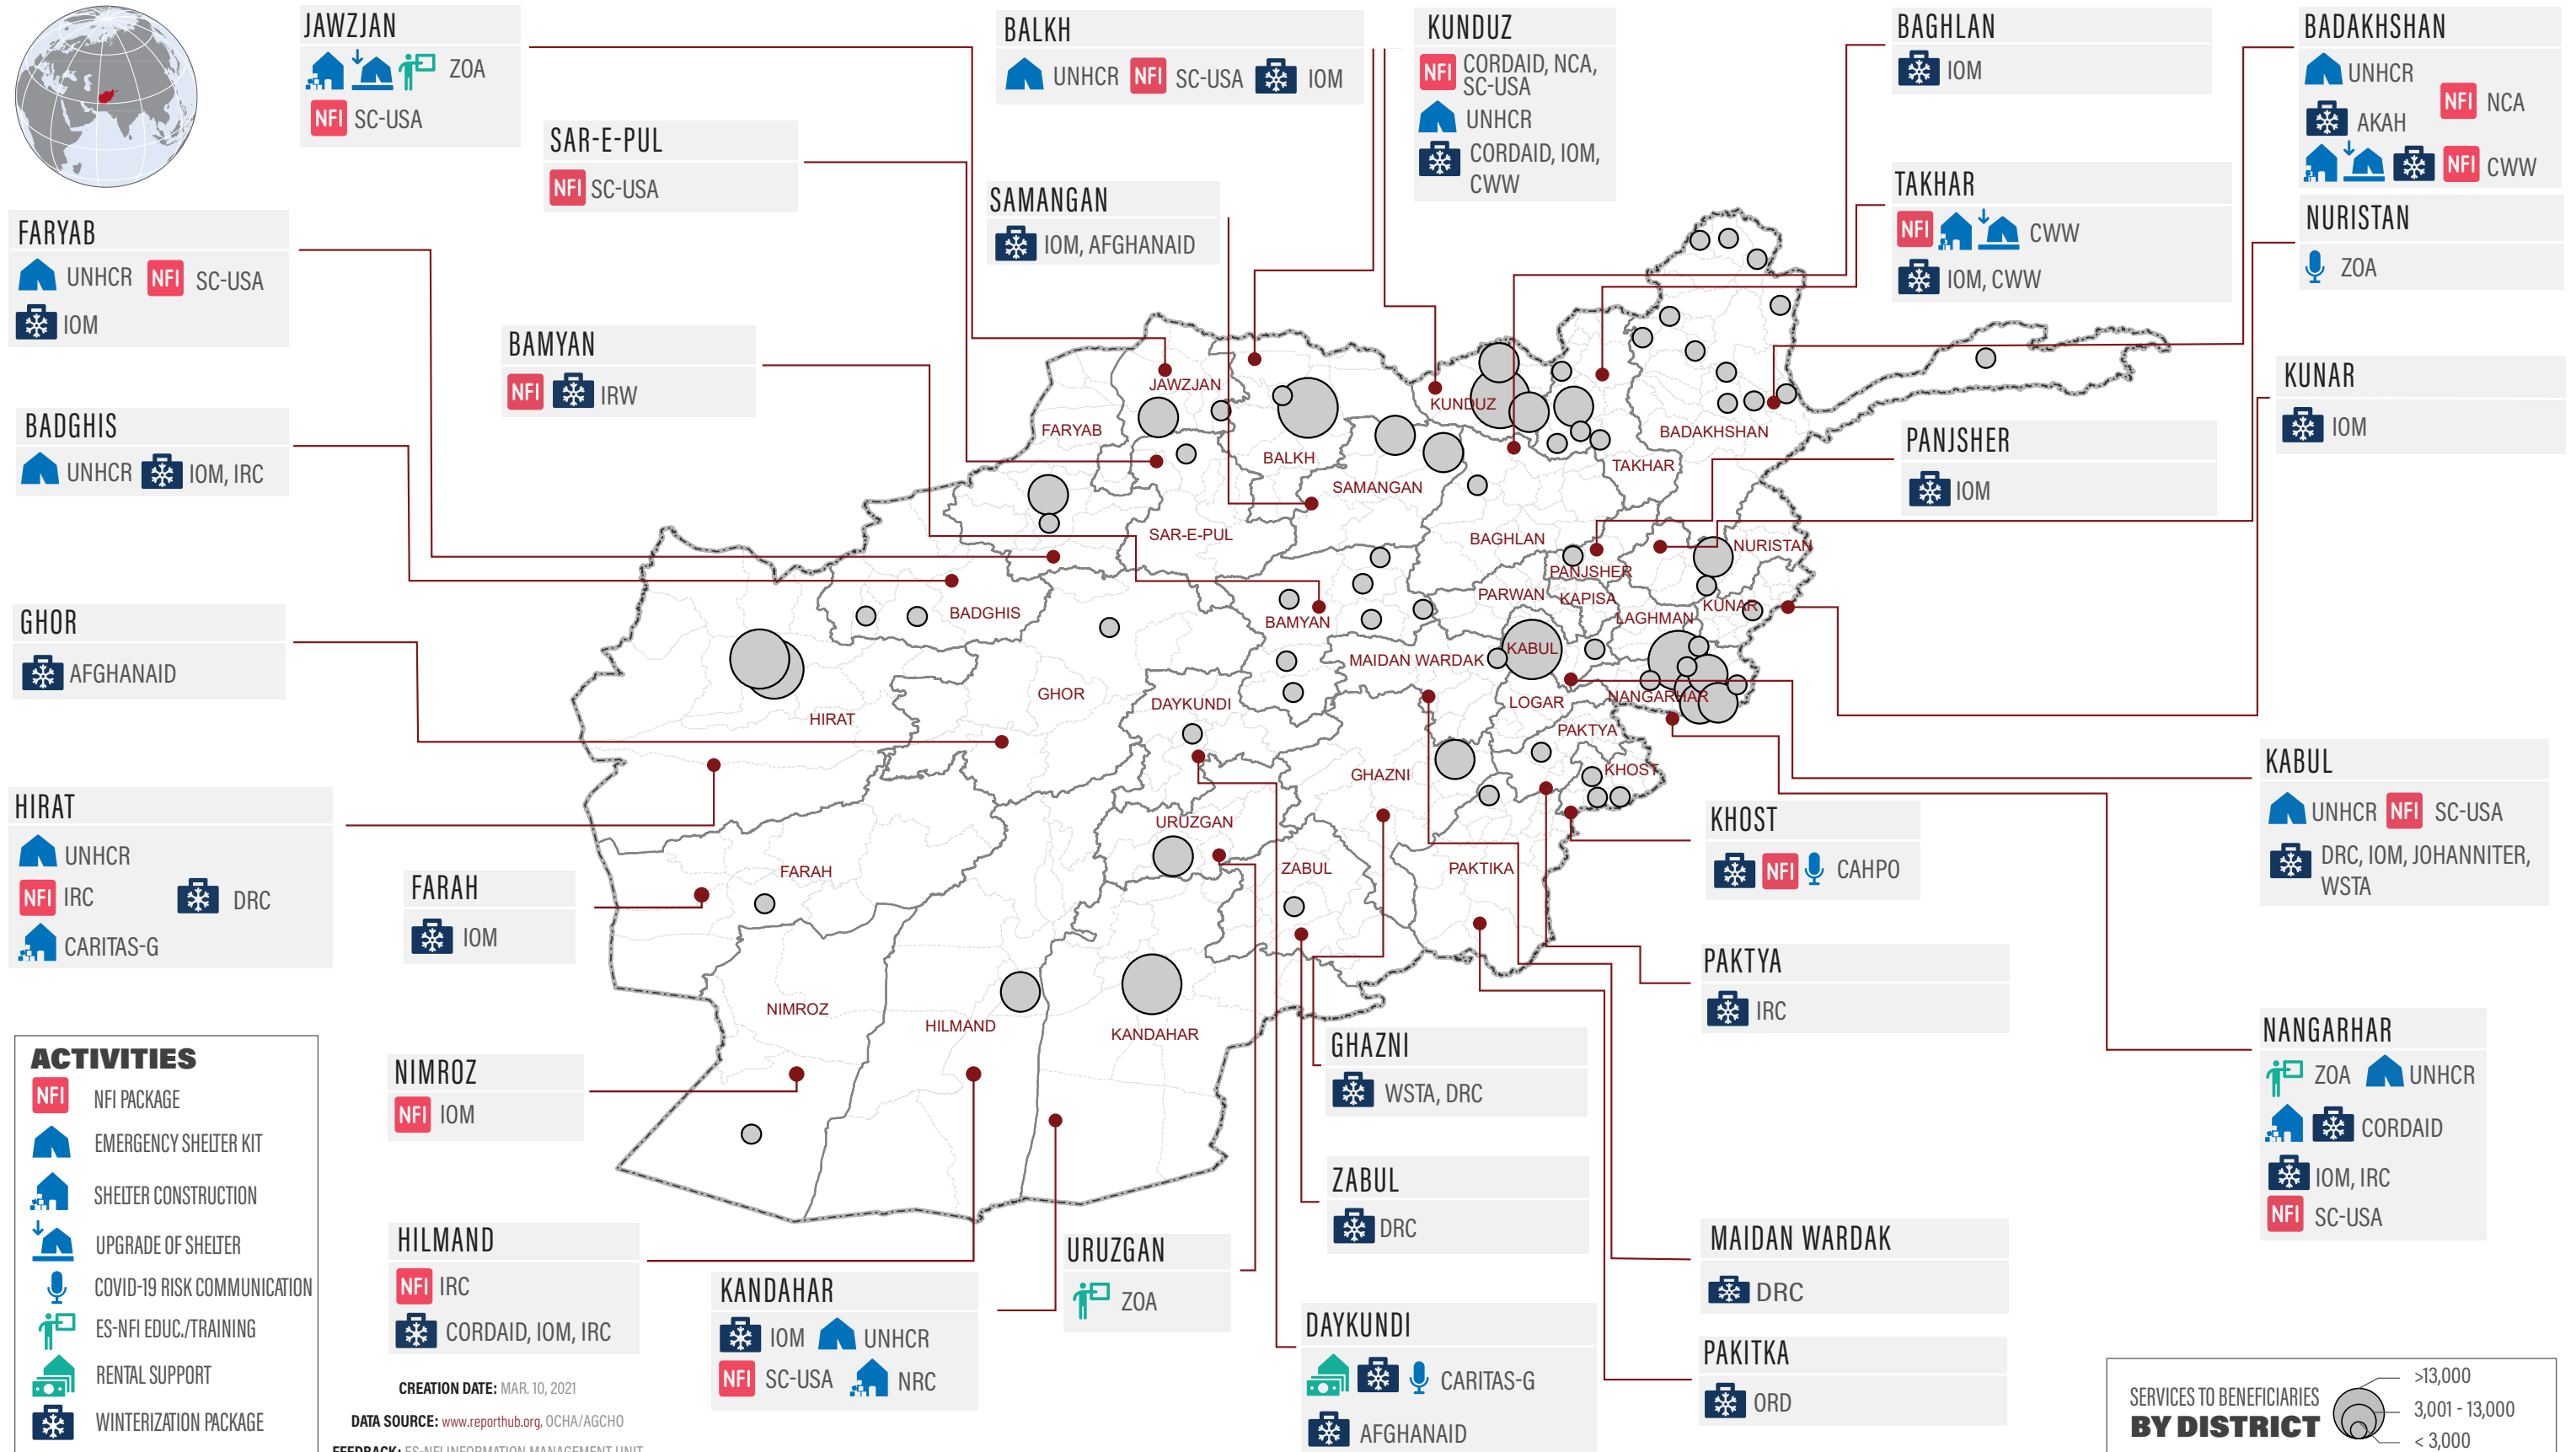 JAWZJAN
ZOA
NFI SC-USA
BALKH
UNHCR NFI SC-USA IOM
KUNDUZ
NFI CORDAID, NCA,
SC-USA
UNHCR
CORDAID, IOM,
CWW
BAGHLAN
IOM
BADAKHSHAN
UNHCR
NFI NCA
AKAH
NFI CWW
SAR-E-PUL
NFI SC-USA
SAMANGAN
IOM, AFGHANAID
TAKHAR
NFI CWW
IOM, CWW
NURISTAN
ZOA
FARYAB
UNHCR NFI SC-USA
IOM
BAMYAN
NFI IRW
KUNAR
IOM
BADGHIS
UNHCR IOM, IRC
PANJSHER
IOM
GHOR
AFGHANAID
HIRAT
UNHCR
NFI IRC DRC
CARITAS-G
FARAH
IOM
KABUL
UNHCR NFI SC-USA
DRC, IOM, JOHANNITER,
WSTA
KHOST
NFI CAHPO
PAKTYA
IRC
NANGARHAR
ZOA UNHCR
CORDAID
IOM, IRC
NFI SC-USA
NIMROZ
NFI IOM
GHAZNI
WSTA, DRC
ZABUL
DRC
MAIDAN WARDAK
DRC
HILMAND
NFI IRC
CORDAID, IOM, IRC
KANDAHAR
IOM UNHCR
NFI SC-USA NRC
URUZGAN
ZOA
DAYKUNDI
CARITAS-G
AFGHANAID
PAKITKA
ORD
JAWZJAN
KUNDUZ
FARYAB
BADAKHSHAN
BALKH
TAKHAR
SAMANGAN
SAR-E-PUL
BAGHLAN
NURISTAN
PANJSHER
PARWAN
KAPISA
KUNAR
BADGHIS
BAMYAN
LAGHMAN
KABUL
MAIDAN WARDAK
GHOR
NANGARHAR
DAYKUNDI
LOGAR
HIRAT
PAKTYA
GHAZNI
KHOST
URUZGAN
FARAH
ZABUL
PAKTIKA
NIMROZ
HILMAND
KANDAHAR
ACTIVITIES
NFI NFI PACKAGE
EMERGENCY SHELTER KIT
SHELTER CONSTRUCTION
UPGRADE OF SHELTER
COVID-19 RISK COMMUNICATION
ES-NFI EDUC./TRAINING
RENTAL SUPPORT
WINTERIZATION PACKAGE
CREATION DATE: MAR. 10, 2021
DATA SOURCE: www.reporthub.org, OCHA/AGCHO
FEEDBACK: ES-NFI INFORMATION MANAGEMENT UNIT
SERVICES TO BENEFICIARIES
BY DISTRICT
>13,000
3,001 - 13,000
< 3,000